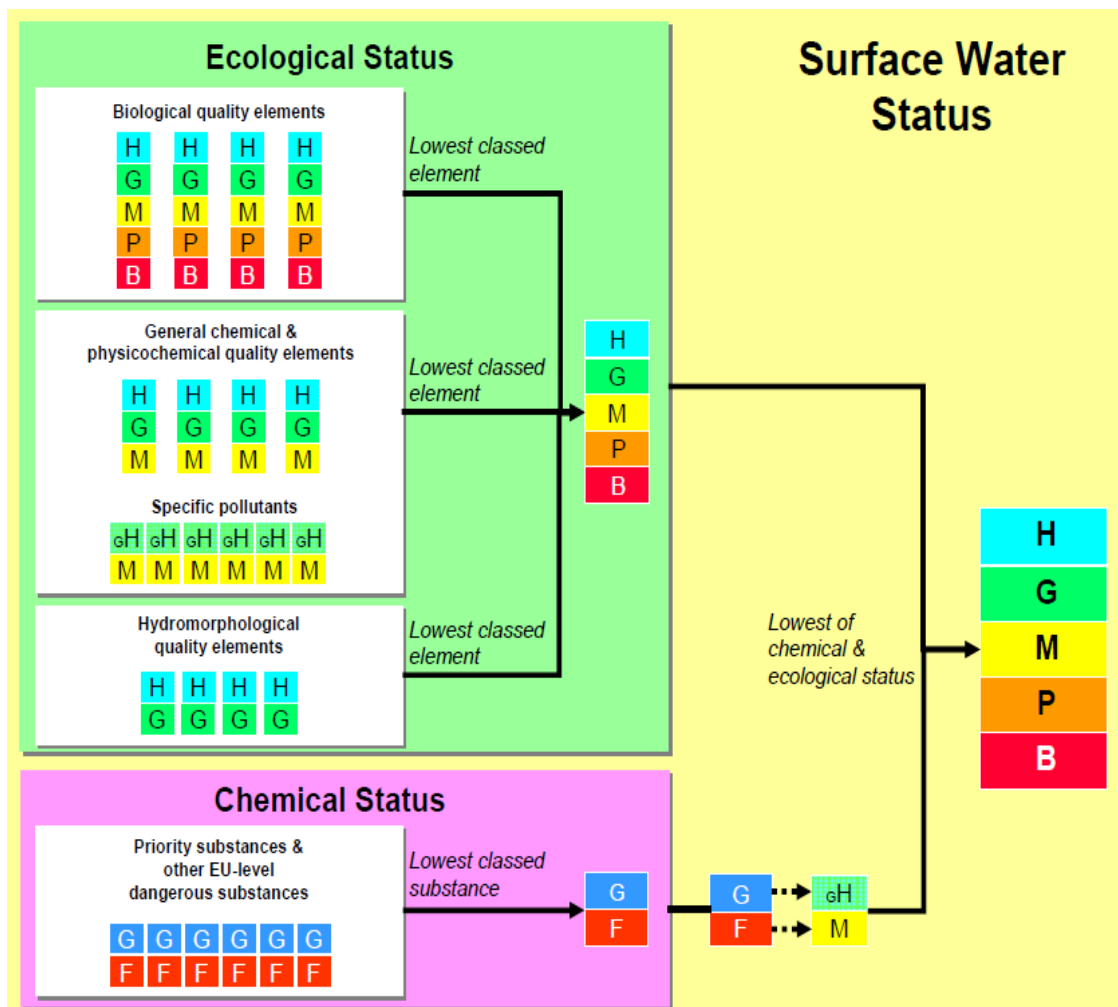 Ecological Status
Surface Water
Status
Biological quality elements
H H H H
G G G G
M M M M
P P P P
B B B B
Lowest classed
element
General chemical &
physicochemical quality elements
H H H H
G G G G
M M M M
Specific pollutants
GH GH GH GH GH GH
M M M M M M
Lowest classed
element
H
G
M
P
B
Hydromorphological
quality elements
H H H H
G G G G
Lowest classed
element
Lowest of
chemical &
ecological status
H
G
M
P
B
Chemical Status
Priority substances &
other EU-level
dangerous substances
G G G G G G
F F F F F F
Lowest classed
substance
G
F
G
F
GH
M